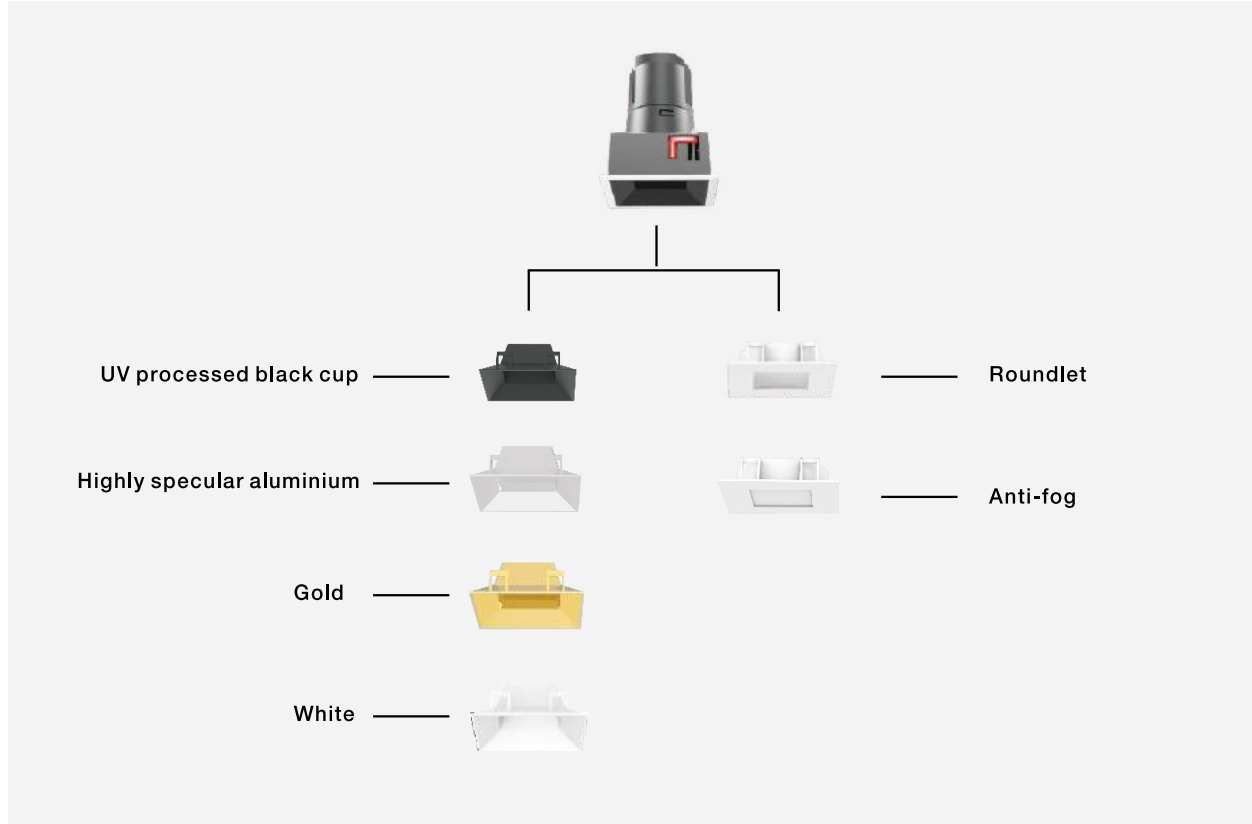 UV processed black cup
Roundlet
Highly specular aluminium
Anti-fog
Gold
White